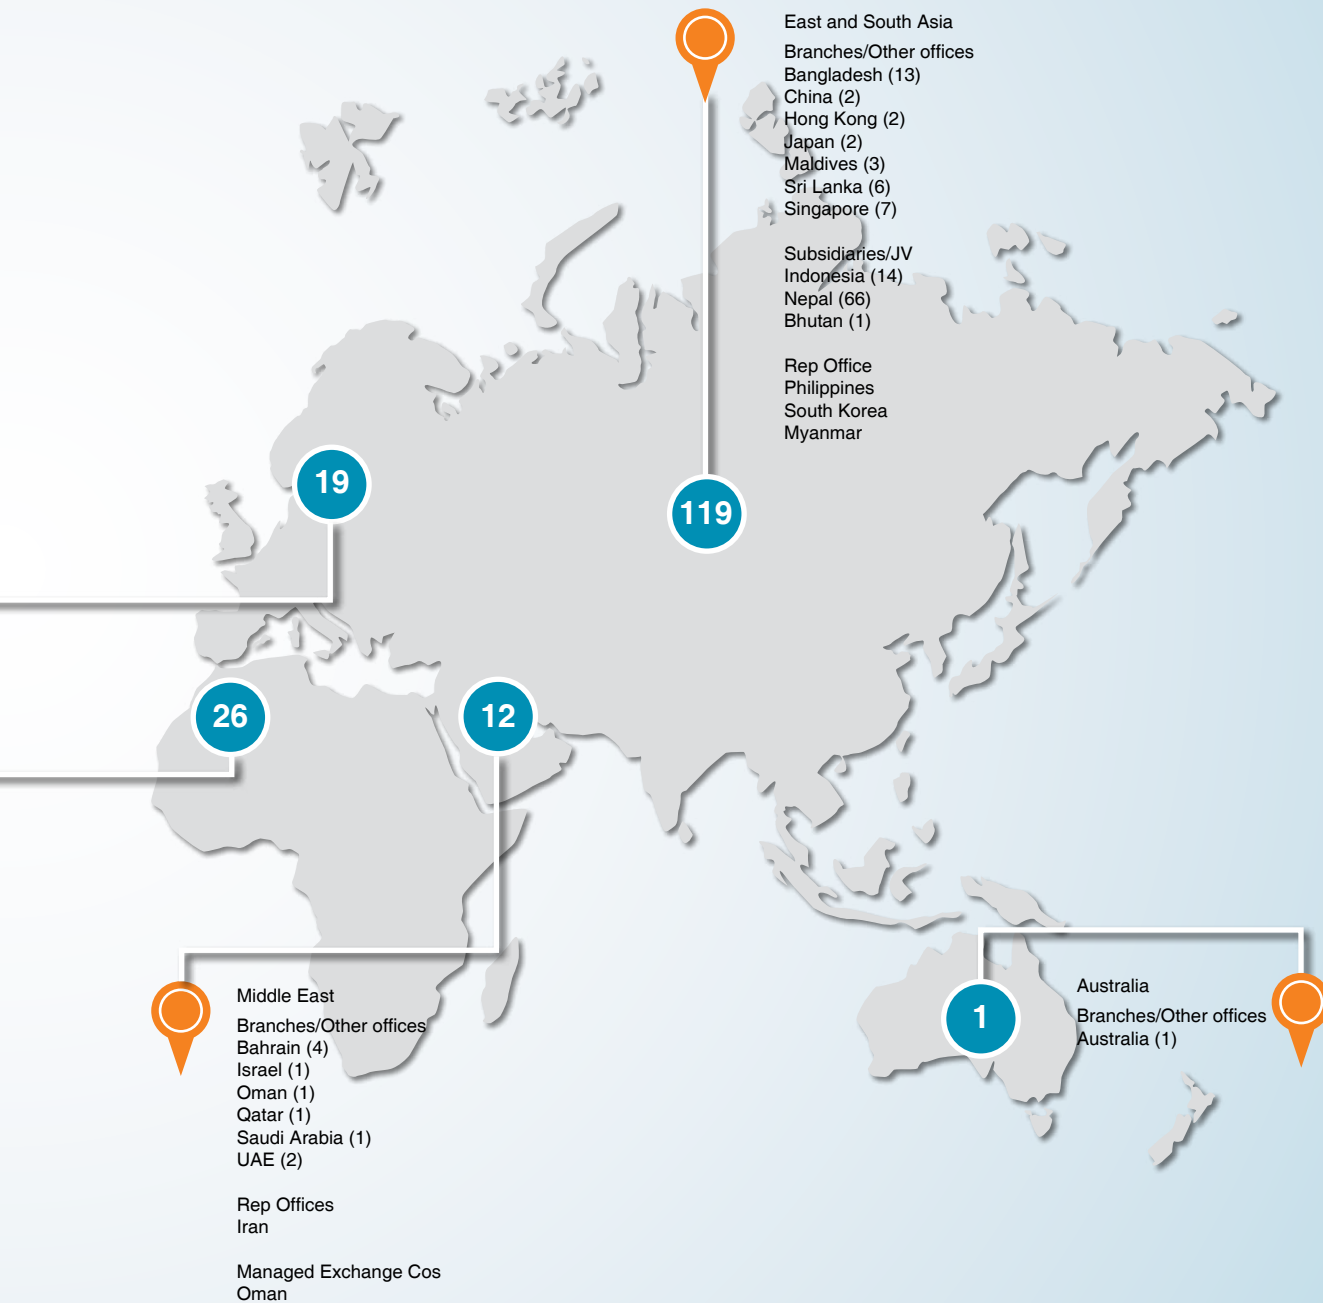 East and South Asia
Branches/Other offices
Bangladesh (13)
China (2)
Hong Kong (2)
Japan (2)
Maldives (3)
Sri Lanka (6)
Singapore (7)
Subsidiaries/JV
Indonesia (14)
Nepal (66)
Bhutan (1)
Rep Office
Philippines
South Korea
Myanmar
19
119
26
12
1
Middle East
Branches/Other offices
Bahrain (4)
Israel (1)
Oman (1)
Qatar (1)
Saudi Arabia (1)
UAE (2)
Rep Offices
Iran
Managed Exchange Cos
Oman
Australia
Branches/Other offices
Australia (1)